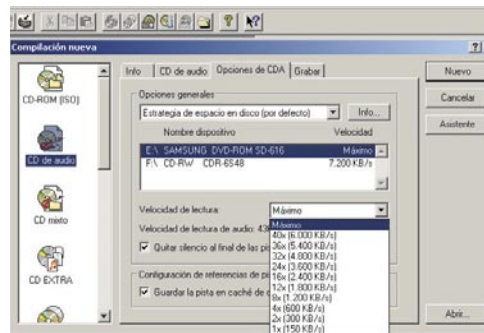 Compilación nueva
Info
CD de audio
Opciones de CDA
Grabar
Nuevo
Cancelar
Asistente
Abrir...
CD-ROM (ISO)
CD de audio
CD mixto
CD EXTRA
Opciones generales
Estrategia de espacio en disco (por defecto)
Info...
Nombre dispositivo Velocidad
E:\ SAMSUNG DVD-ROM SD-616 Máximo
F:\ CD-RW CDR-6S48 7.200 KB/s
Velocidad de lectura: Máximo
Velocidad de lectura de audio:
Quitar silencio al final de las
Configuración de referencias de
Guardar la pista en caché de
Máximo
40x (6.000 KB/s)
36x (5.400 KB/s)
32x (4.800 KB/s)
24x (3.600 KB/s)
16x (2.400 KB/s)
12x (1.800 KB/s)
8x (1.200 KB/s)
4x (600 KB/s)
2x (300 KB/s)
1x (150 KB/s)